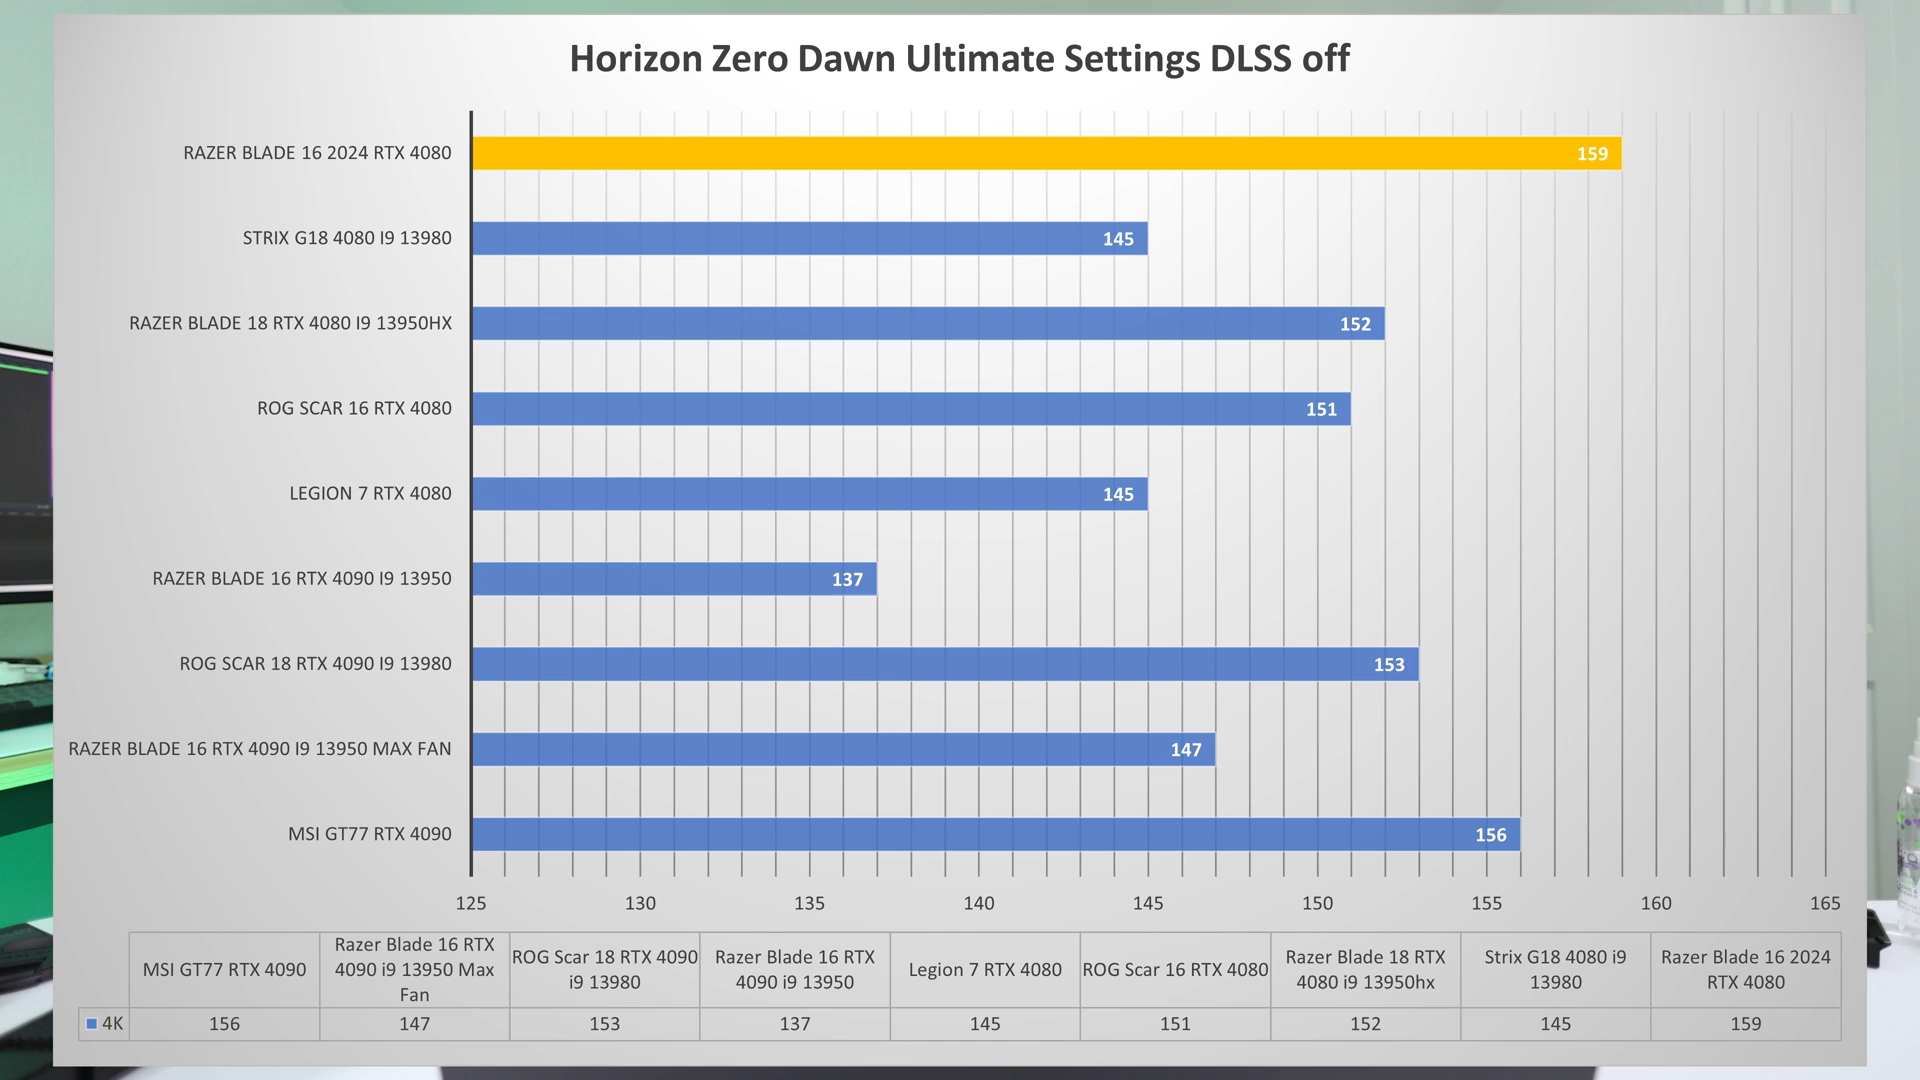 Horizon Zero Dawn Ultimate Settings DLSS off
RAZER BLADE 16 2024 RTX 4080
159
STRIX G18 4080 I9 13980
145
RAZER BLADE 18 RTX 4080 I9 13950HX
152
ROG SCAR 16 RTX 4080
151
LEGION 7 RTX 4080
145
RAZER BLADE 16 RTX 4090 I9 13950
137
ROG SCAR 18 RTX 4090 I9 13980
153
RAZER BLADE 16 RTX 4090 I9 13950 MAX FAN
147
MSI GT77 RTX 4090
156
125 130 135 140 145 150 155 160 165
MSI GT77 RTX 4090
Razer Blade 16 RTX
4090 i9 13950 Max
Fan
ROG Scar 18 RTX 4090
i9 13980
Razer Blade 16 RTX
4090 i9 13950
Legion 7 RTX 4080
ROG Scar 16 RTX 4080
Razer Blade 18 RTX
4080 i9 13950hx
Strix G18 4080 i9
13980
Razer Blade 16 2024
RTX 4080
4K 156 147 153 137 145 151 152 145 159